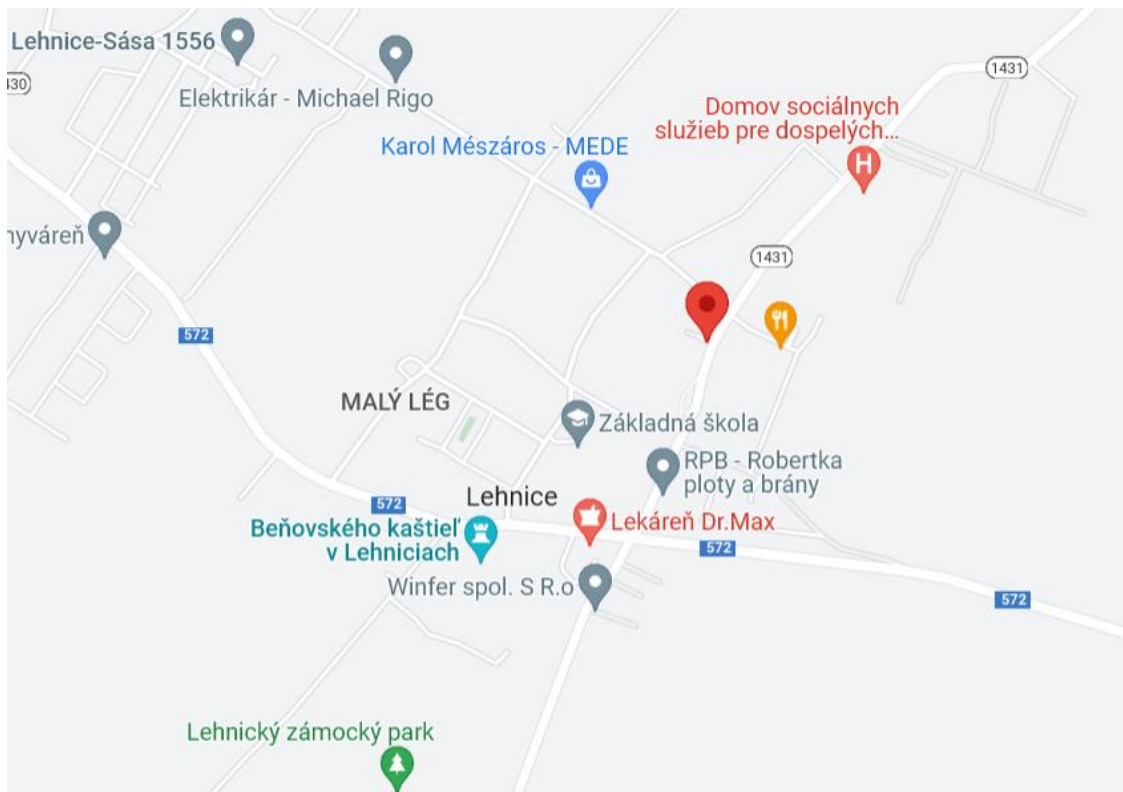 Lehnice-Sása 1556
Elektrikár - Michael Rigo
1431
Domov sociálnych
služieb pre dospelých...
Karol Mészáros - MEDE
1431
572
MALÝ LÉG
Základná škola
RPB - Robertka
ploty a brány
Lehnice
572
Beňovského kaštieľ
v Lehniciach
Lekáreň Dr.Max
572
Winfer spol. S R.o
572
Lehnický zámocký park